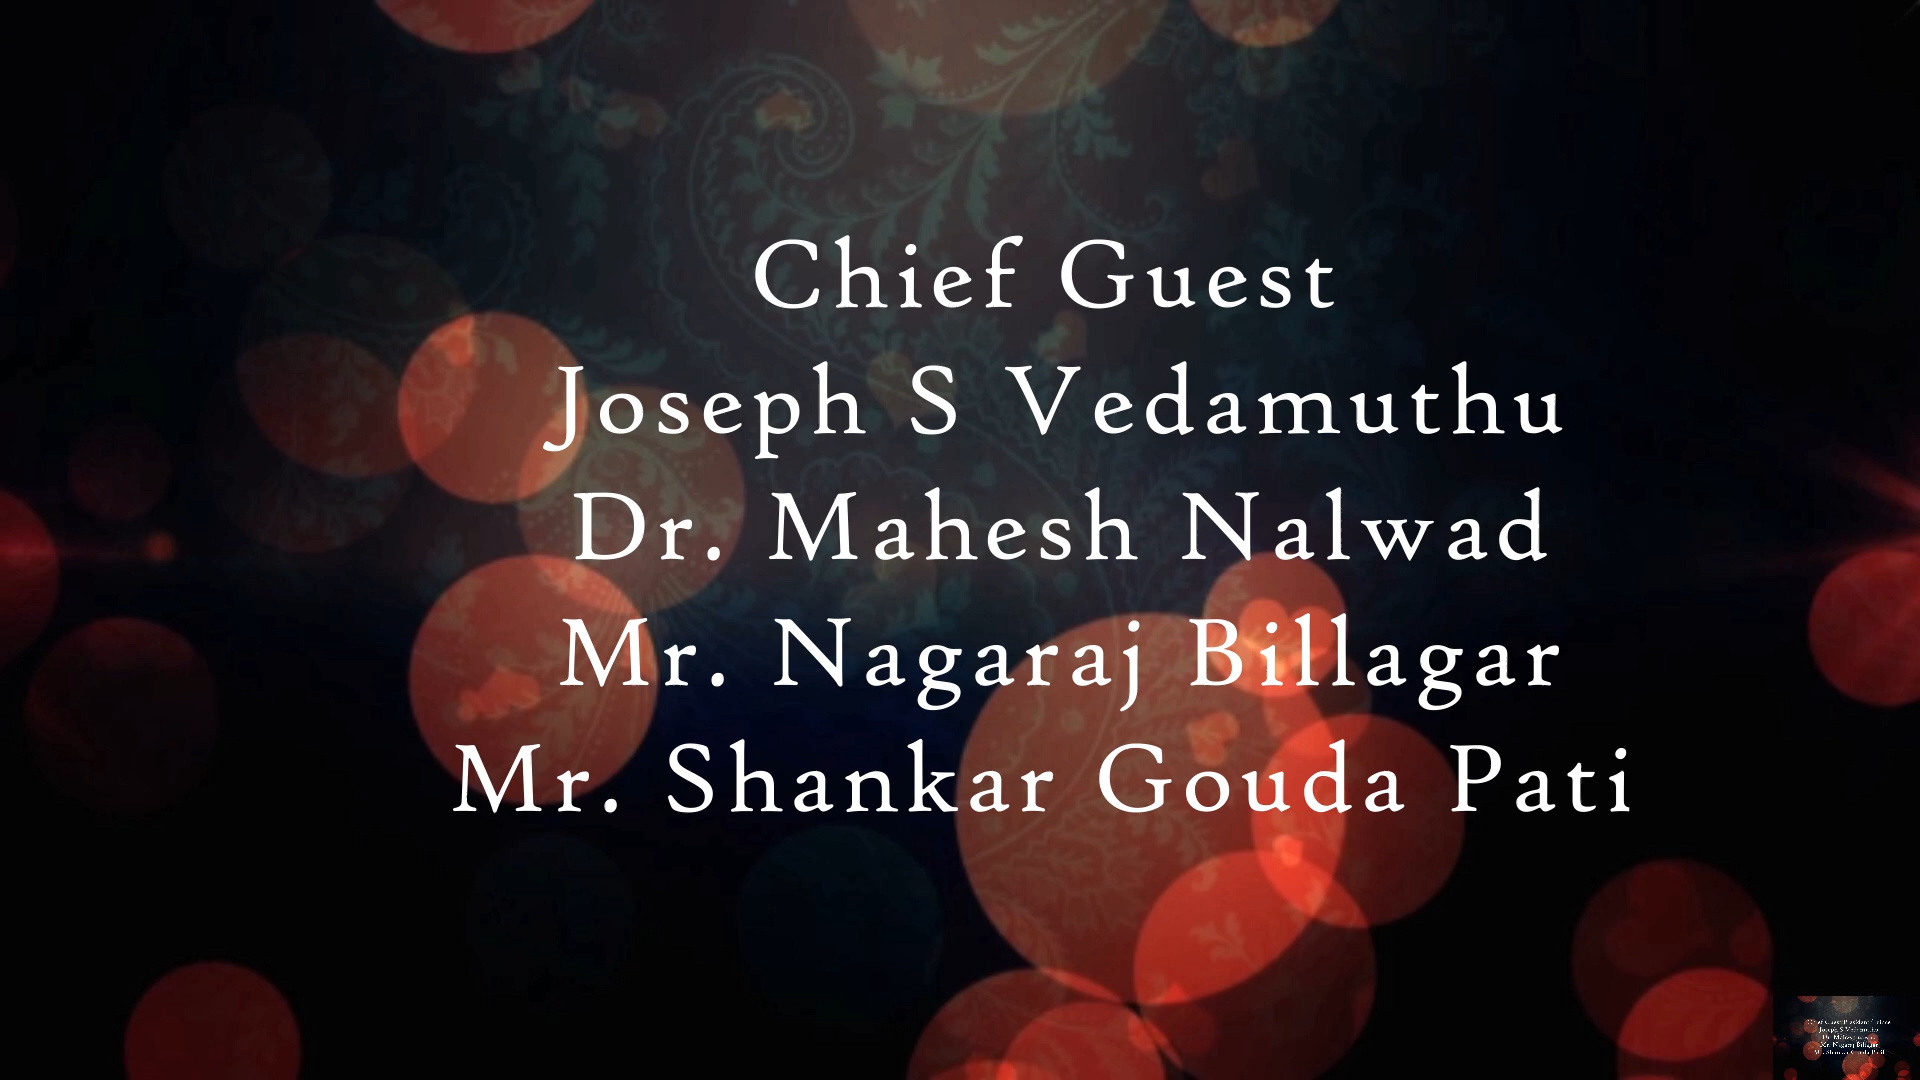 Chief Guest
Joseph S Vedamuthu
Dr. Mahesh Nalwad
Mr. Nagaraj Billagar
Mr. Shankar Gouda Pati